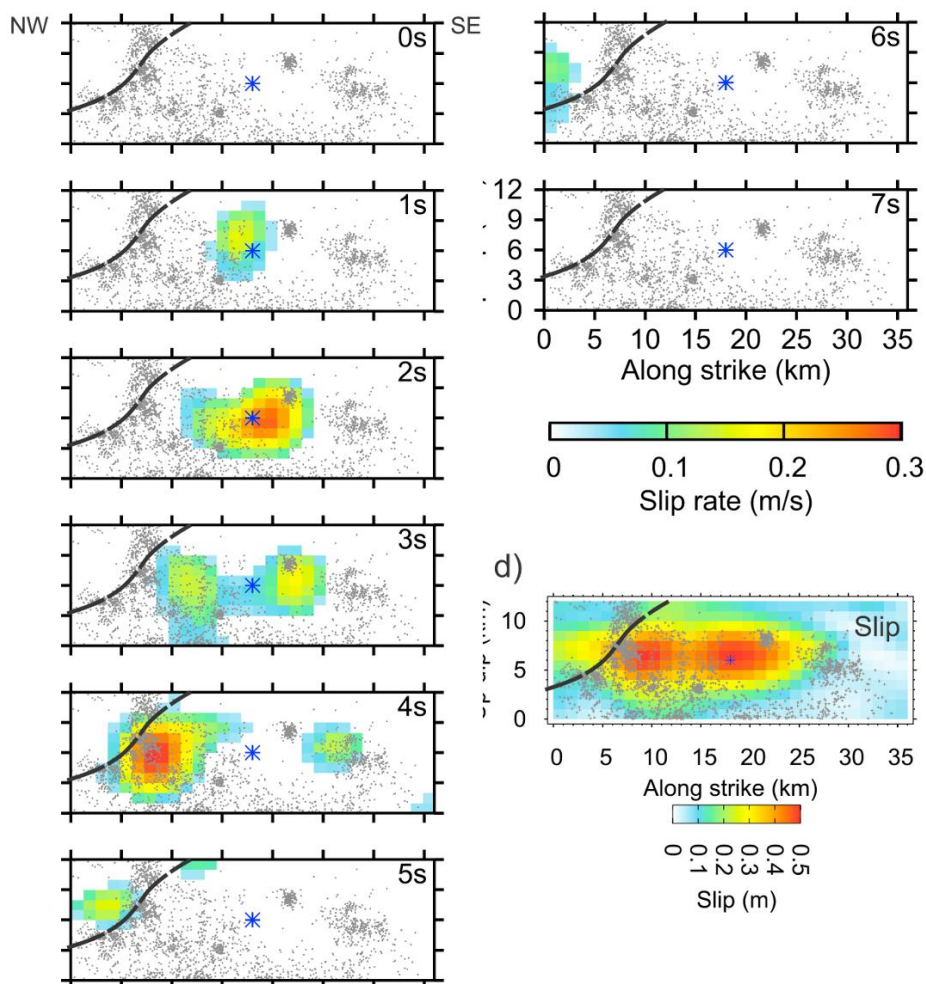 NW
0s
1s
2s
3s
4s
5s
SE
6s
7s
12
9
6
3
0
0 5 10 15 20 25 30 35
Along strike (km)
0 0.1 0.2 0.3
Slip rate (m/s)
d)
Slip
10
5
0
0 5 10 15 20 25 30 35
Along strike (km)
0 0.1 0.2 0.3 0.4 0.5
Slip (m)